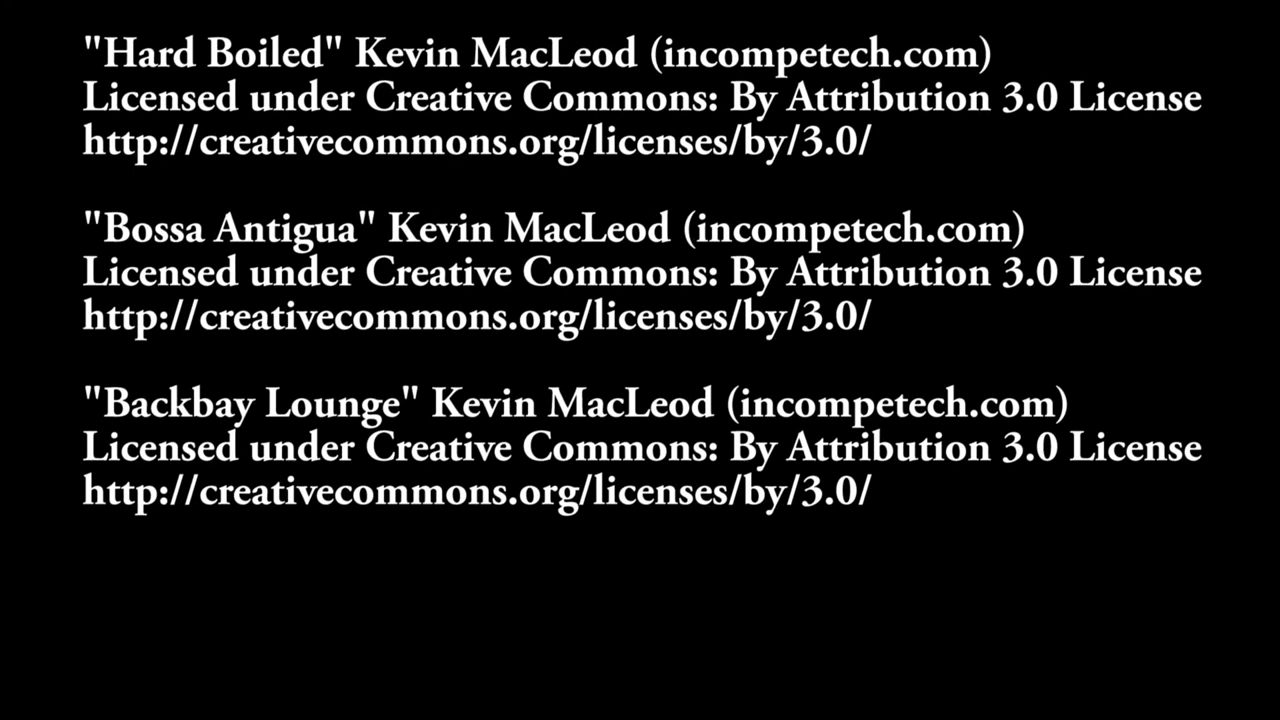 "Hard Boiled" Kevin MacLeod (incompetech.com)
Licensed under Creative Commons: By Attribution 3.0 License
http://creativecommons.org/licenses/by/3.0/
"Bossa Antigua" Kevin MacLeod (incompetech.com)
Licensed under Creative Commons: By Attribution 3.0 License
http://creativecommons.org/licenses/by/3.0/
"Backbay Lounge" Kevin MacLeod (incompetech.com)
Licensed under Creative Commons: By Attribution 3.0 License
http://creativecommons.org/licenses/by/3.0/